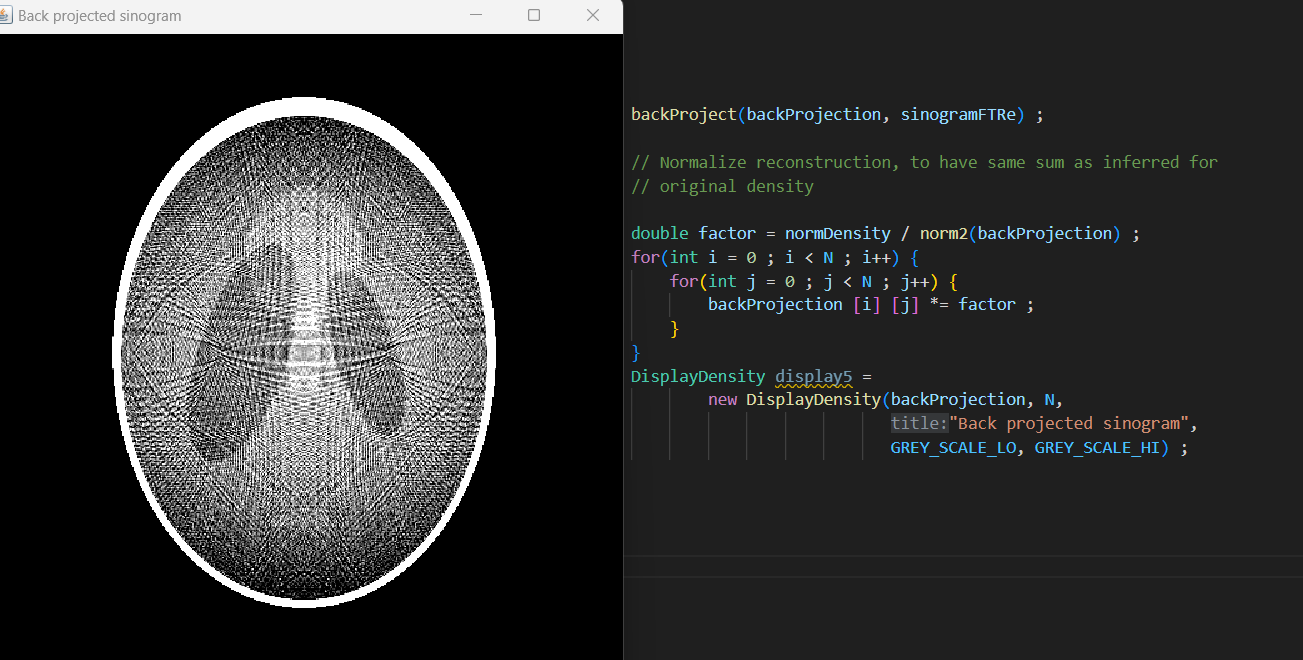 Back projected sinogram
backProject(backProjection, sinogramFTRe) ;
// Normalize reconstruction, to have same sum as inferred for
// original density
double factor = normDensity / norm2(backProjection) ;
for(int i = 0 ; i < N ; i++) {
for(int j = 0 ; j < N ; j++) {
backProjection [i] [j] *= factor ;
}
}
DisplayDensity display5 =
new DisplayDensity(backProjection, N,
title:"Back projected sinogram",
GREY_SCALE_LO, GREY_SCALE_HI) ;